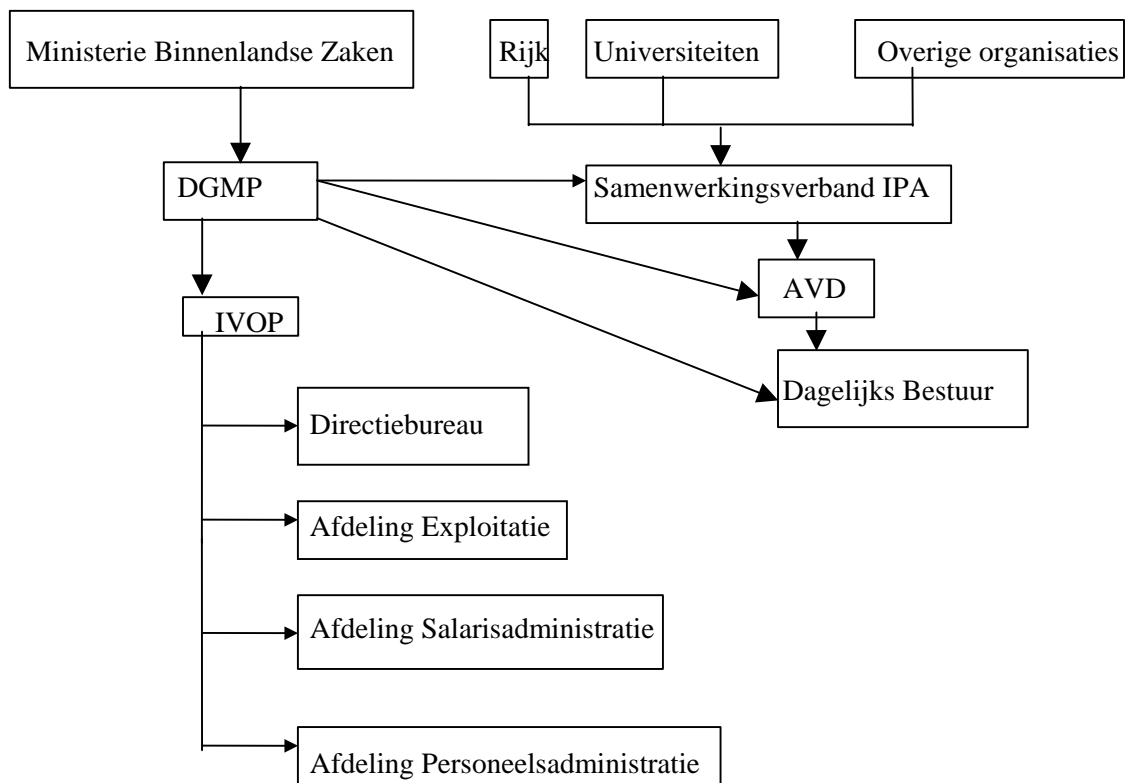 Ministerie Binnenlandse Zaken
Rijk
Universiteiten
Overige organisaties
DGMP
Samenwerkingsverband IPA
AVD
IVOP
Dagelijks Bestuur
Directiebureau
Afdeling Exploitatie
Afdeling Salarisadministratie
Afdeling Personeelsadministratie